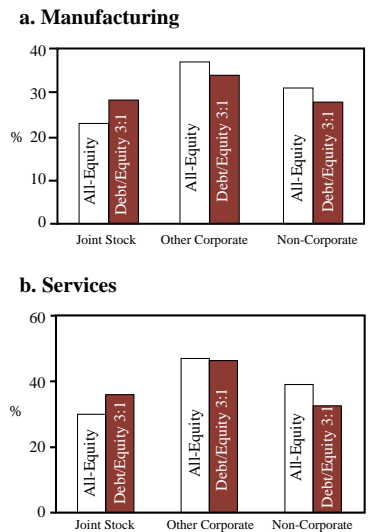 a. Manufacturing
40
30
%
20
10
0
All-Equity
Debt/Equity 3:1
All-Equity
Debt/Equity 3:1
All-Equity
Debt/Equity 3:1
Joint Stock
Other Corporate
Non-Corporate
b. Services
60
40
%
20
0
All-Equity
Debt/Equity 3:1
All-Equity
Debt/Equity 3:1
All-Equity
Debt/Equity 3:1
Joint Stock
Other Corporate
Non-Corporate